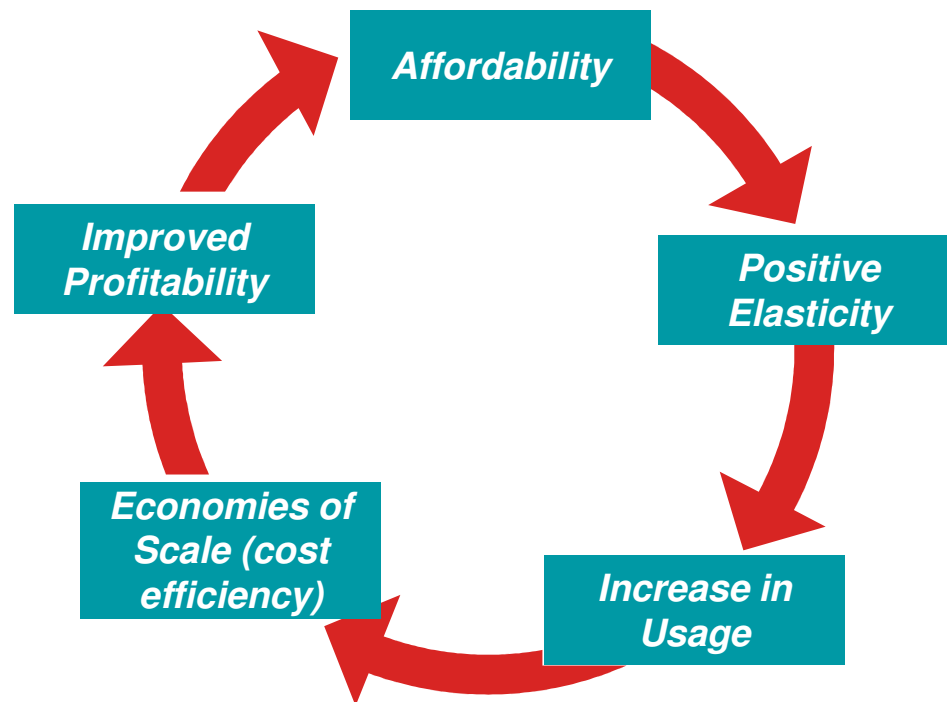 Affordability
Positive
Elasticity
Increase in
Usage
Economies of
Scale (cost
efficiency)
Improved
Profitability